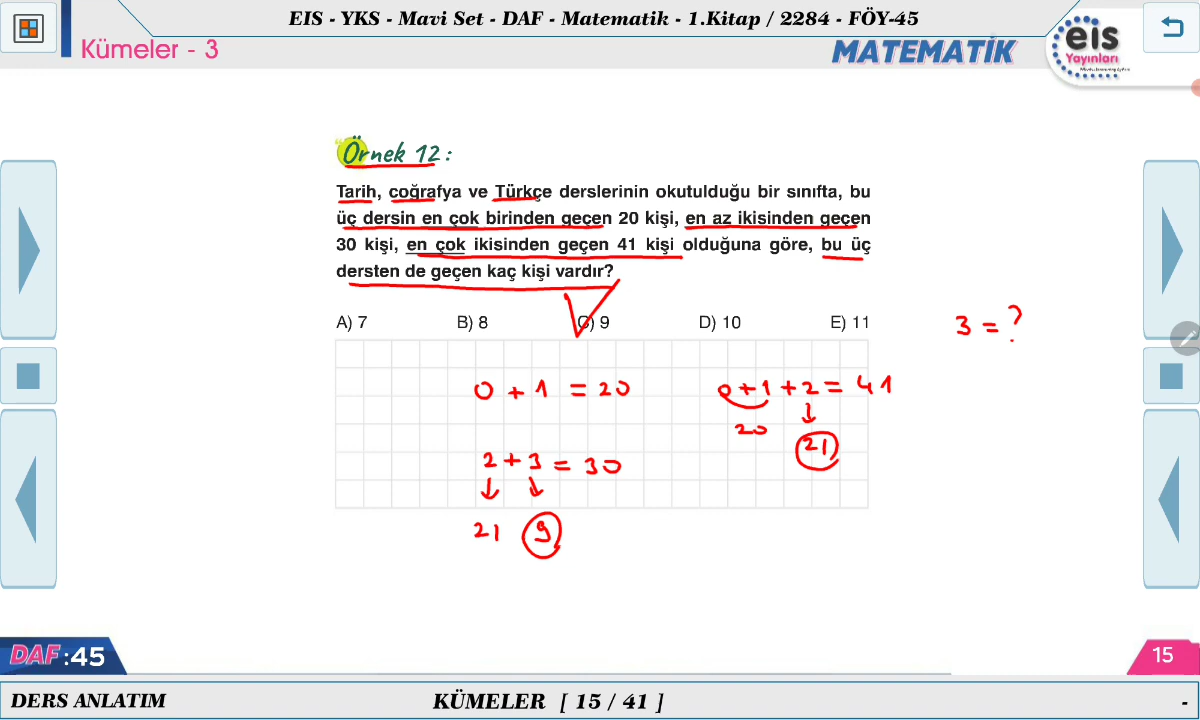 EIS - YKS - Mavi Set - DAF - Matematik - 1.Kitap / 2284 - FÖY-45
Kümeler - 3
MATEMATİK
eis
Yayınları
Örnek 12:
Tarih, coğrafya ve Türkçe derslerinin okutulduğu bir sınıfta, bu
üç dersin en çok birinden geçen 20 kişi, en az ikisinden geçen
30 kişi, en çok ikisinden geçen 41 kişi olduğuna göre, bu üç
dersten de geçen kaç kişi vardır?
A) 7 B) 8 C) 9 D) 10 E) 11
3 = ?
0 + 1 = 20
0 + 1 + 2 = 41
20
21
2 + 3 = 30
21 9
DAF :45
15
DERS ANLATIM
KÜMELER [ 15 / 41 ]
-